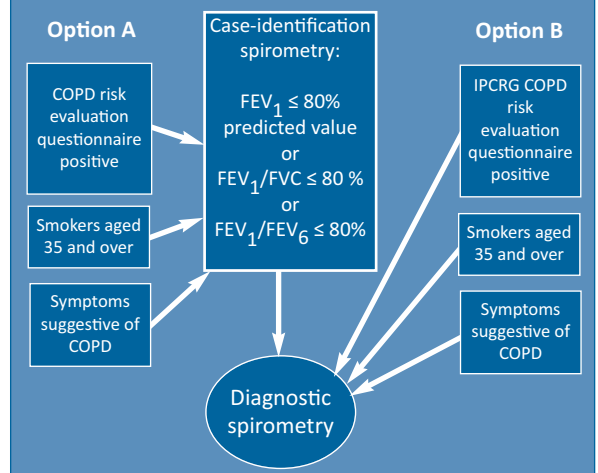 Option A
COPD risk
evaluation
questionnaire
positive
Smokers aged
35 and over
Symptoms
suggestive of
COPD
Case-identification
spirometry:
FEV₁ ≤ 80%
predicted value
or
FEV₁/FVC ≤ 80 %
or
FEV₁/FEV₆ ≤ 80%
Option B
IPCRG COPD
risk
evaluation
questionnaire
positive
Smokers aged
35 and over
Symptoms
suggestive of
COPD
Diagnostic
spirometry